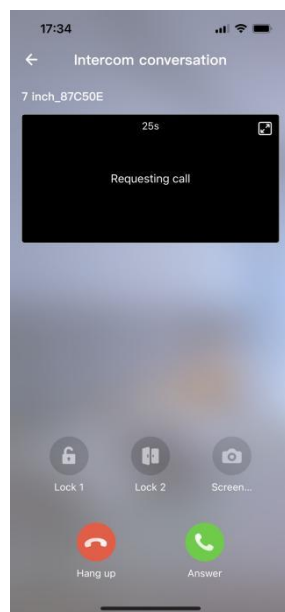 17:34
Intercom conversation
7 inch_87C50E
25s
Requesting call
Lock 1
Lock 2
Screen...
Hang up
Answer